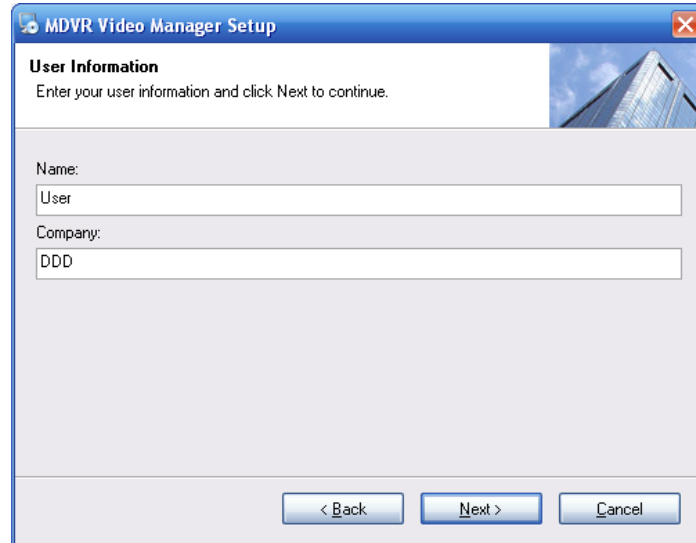 MDVR Video Manager Setup
User Information
Enter your user information and click Next to continue.
Name:
User
Company:
DDD
< Back
Next >
Cancel